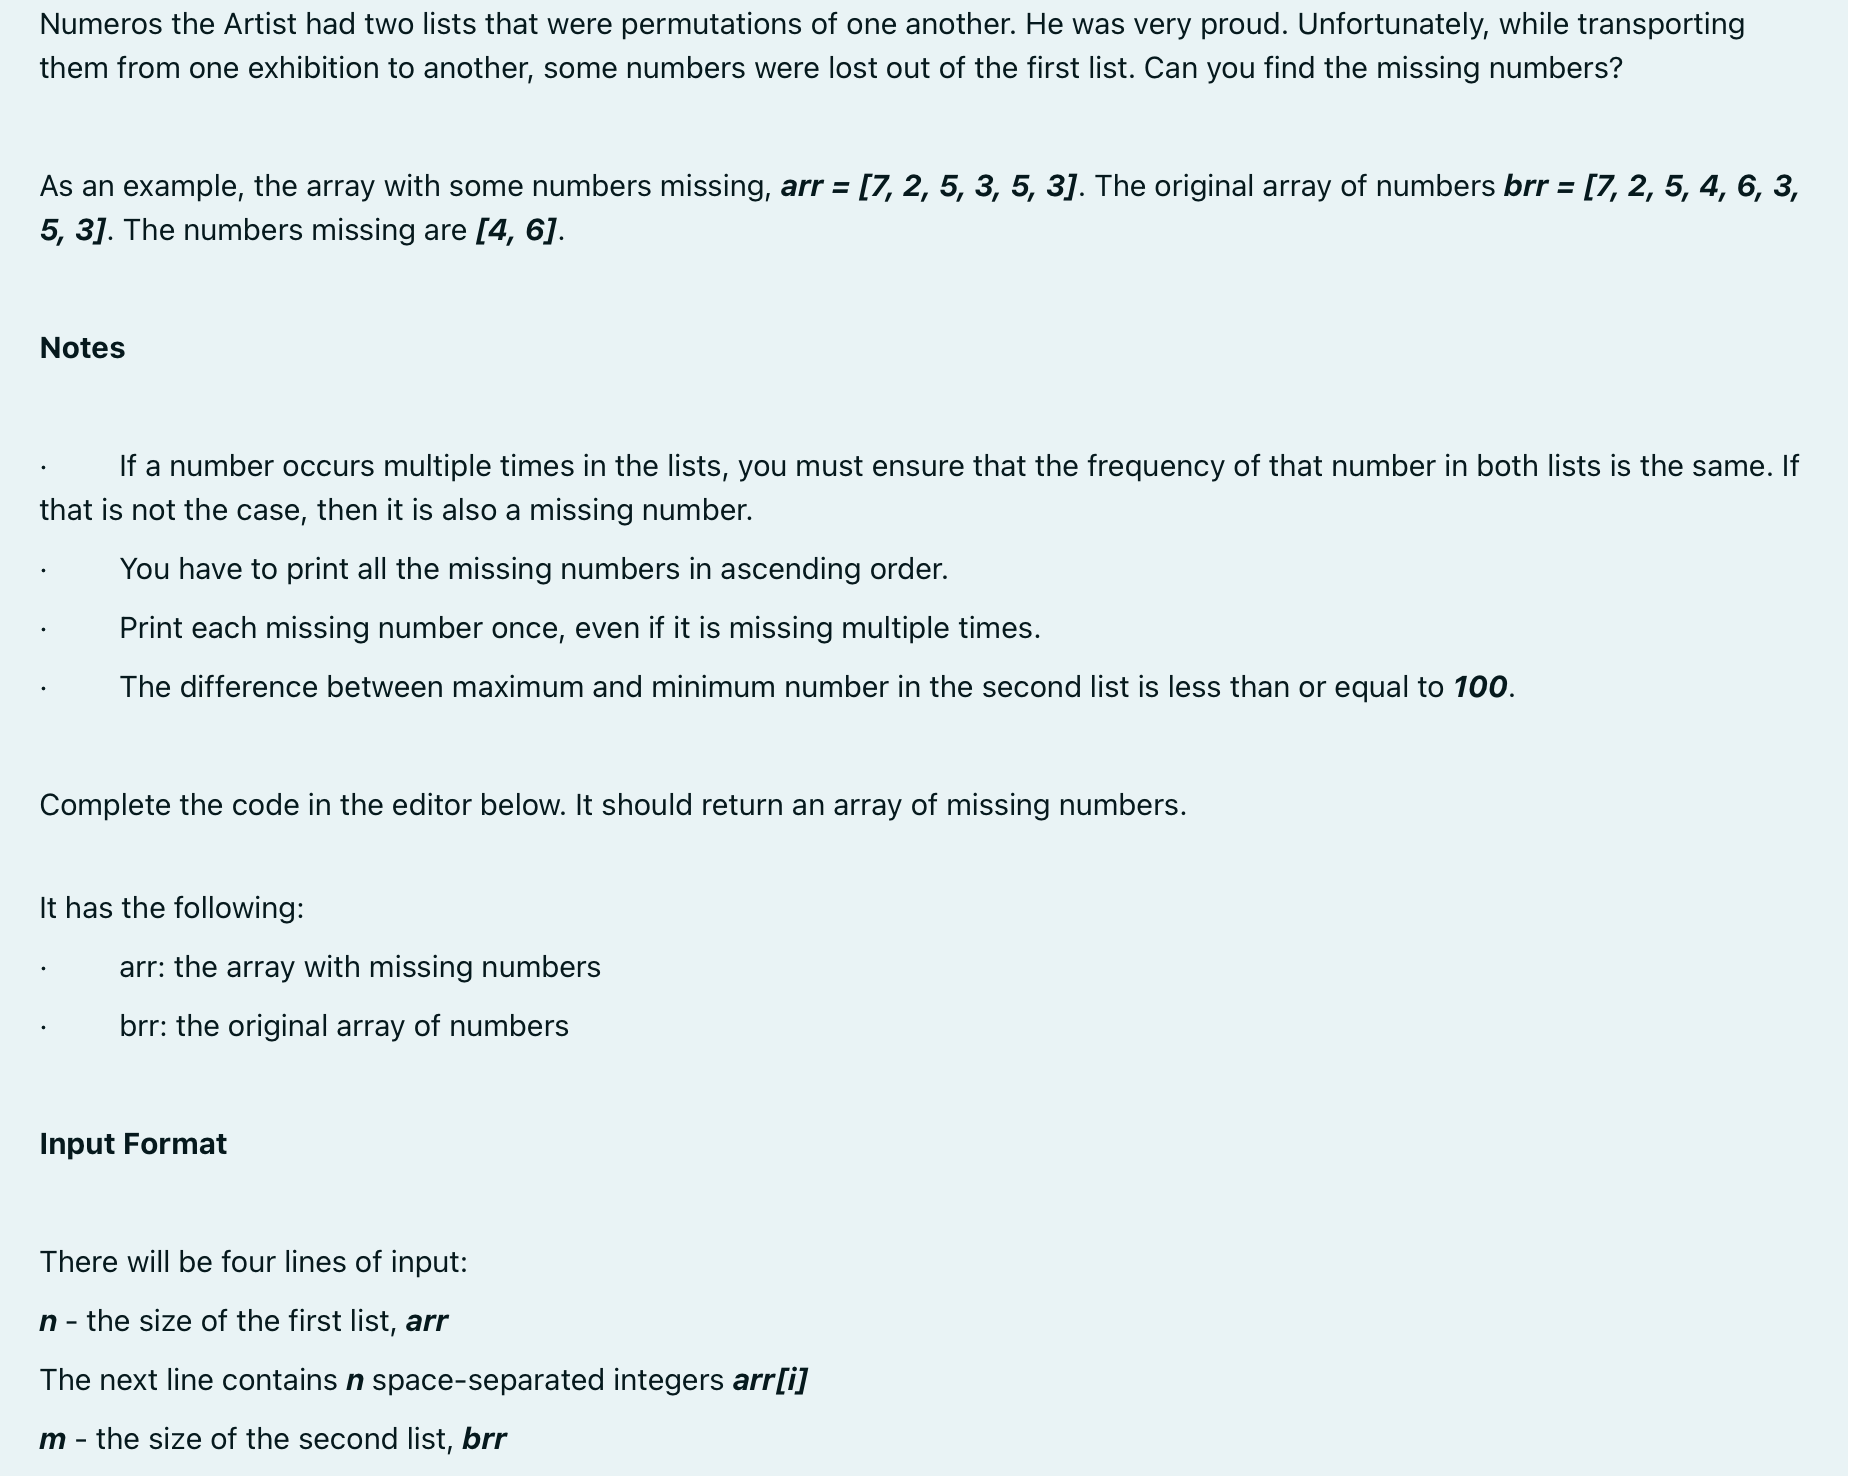 Numeros the Artist had two lists that were permutations of one another. He was very proud. Unfortunately, while transporting
them from one exhibition to another, some numbers were lost out of the first list. Can you find the missing numbers?
As an example, the array with some numbers missing, arr = [7, 2, 5, 3, 5, 3]. The original array of numbers brr = [7, 2, 5, 4, 6, 3,
5, 3]. The numbers missing are [4, 6].
Notes
· If a number occurs multiple times in the lists, you must ensure that the frequency of that number in both lists is the same. If
that is not the case, then it is also a missing number.
· You have to print all the missing numbers in ascending order.
· Print each missing number once, even if it is missing multiple times.
· The difference between maximum and minimum number in the second list is less than or equal to 100.
Complete the code in the editor below. It should return an array of missing numbers.
It has the following:
· arr: the array with missing numbers
· brr: the original array of numbers
Input Format
There will be four lines of input:
n - the size of the first list, arr
The next line contains n space-separated integers arr[i]
m - the size of the second list, brr